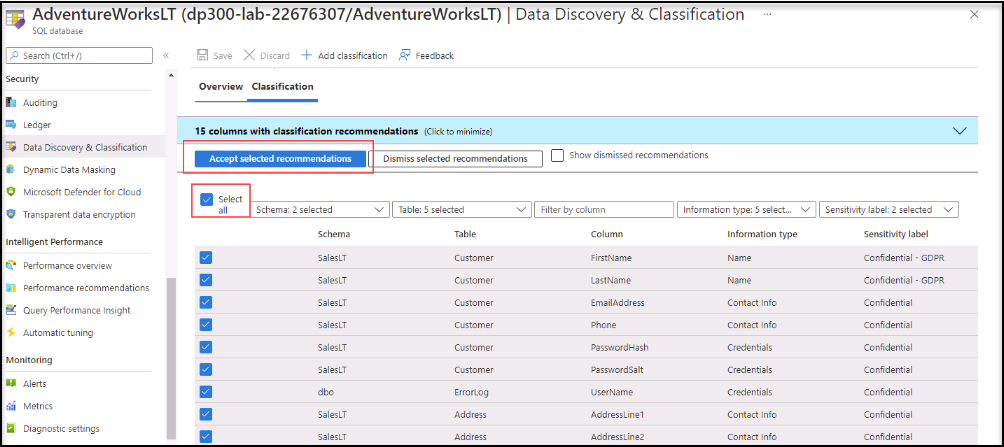 AdventureWorksLT (dp300-lab-22676307/AdventureWorksLT) | Data Discovery & Classification ...
SQL database
Search (Ctrl+/)
«
Save Discard Add classification Feedback
Security
Auditing
Ledger
Data Discovery & Classification
Dynamic Data Masking
Microsoft Defender for Cloud
Transparent data encryption
Intelligent Performance
Performance overview
Performance recommendations
Query Performance Insight
Automatic tuning
Monitoring
Alerts
Metrics
Diagnostic settings
Overview Classification
15 columns with classification recommendations (Click to minimize)
Accept selected recommendations Dismiss selected recommendations Show dismissed recommendations
Select
all
Schema: 2 selected Table: 5 selected Filter by column Information type: 5 select... Sensitivity label: 2 selected
Schema Table Column Information type Sensitivity label
SalesLT Customer FirstName Name Confidential - GDPR
SalesLT Customer LastName Name Confidential - GDPR
SalesLT Customer EmailAddress Contact Info Confidential
SalesLT Customer Phone Contact Info Confidential
SalesLT Customer PasswordHash Credentials Confidential
SalesLT Customer PasswordSalt Credentials Confidential
dbo ErrorLog UserName Credentials Confidential
SalesLT Address AddressLine1 Contact Info Confidential
SalesLT Address AddressLine2 Contact Info Confidential